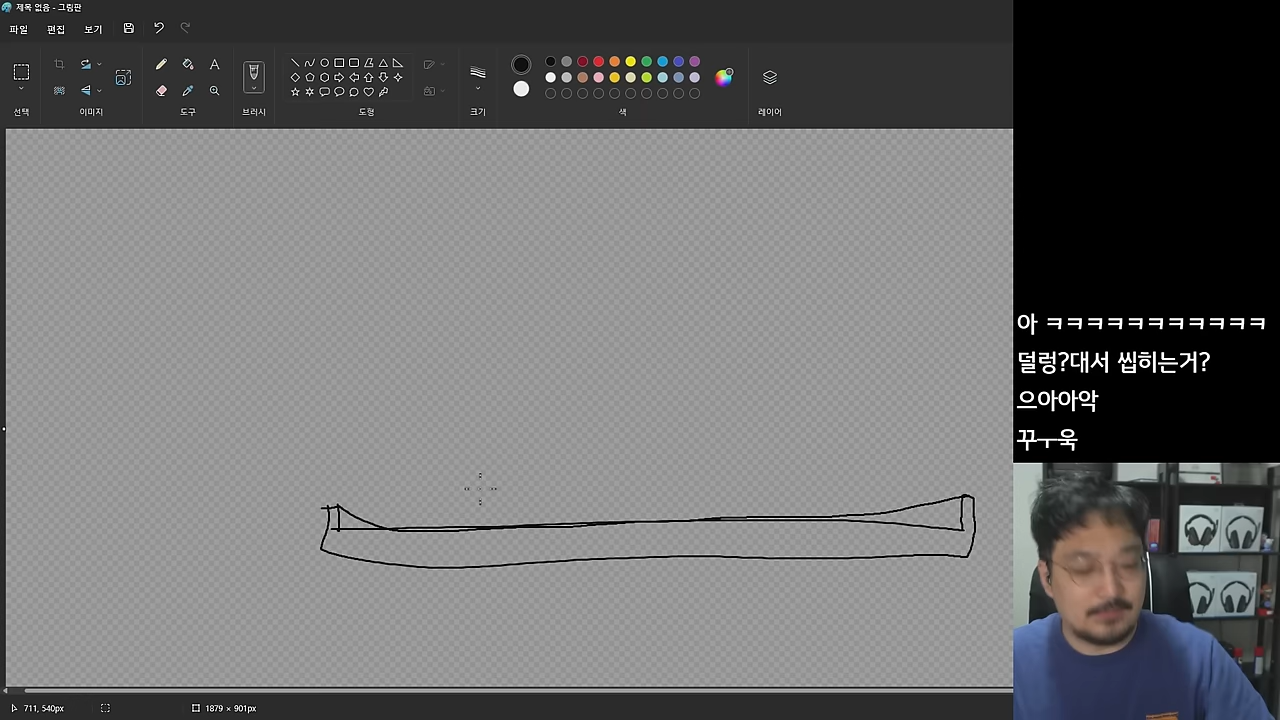 제목 없음 - 그림판
파일 편집 보기
선택 이미지 도구 브러시 도형 크기 색 레이어
아 ㅋㅋㅋㅋㅋㅋㅋㅋㅋㅋㅋ
덜렁?대서 씹히는거?
으아아악
꾸ㅜ욱
711, 540px
1879 × 901px